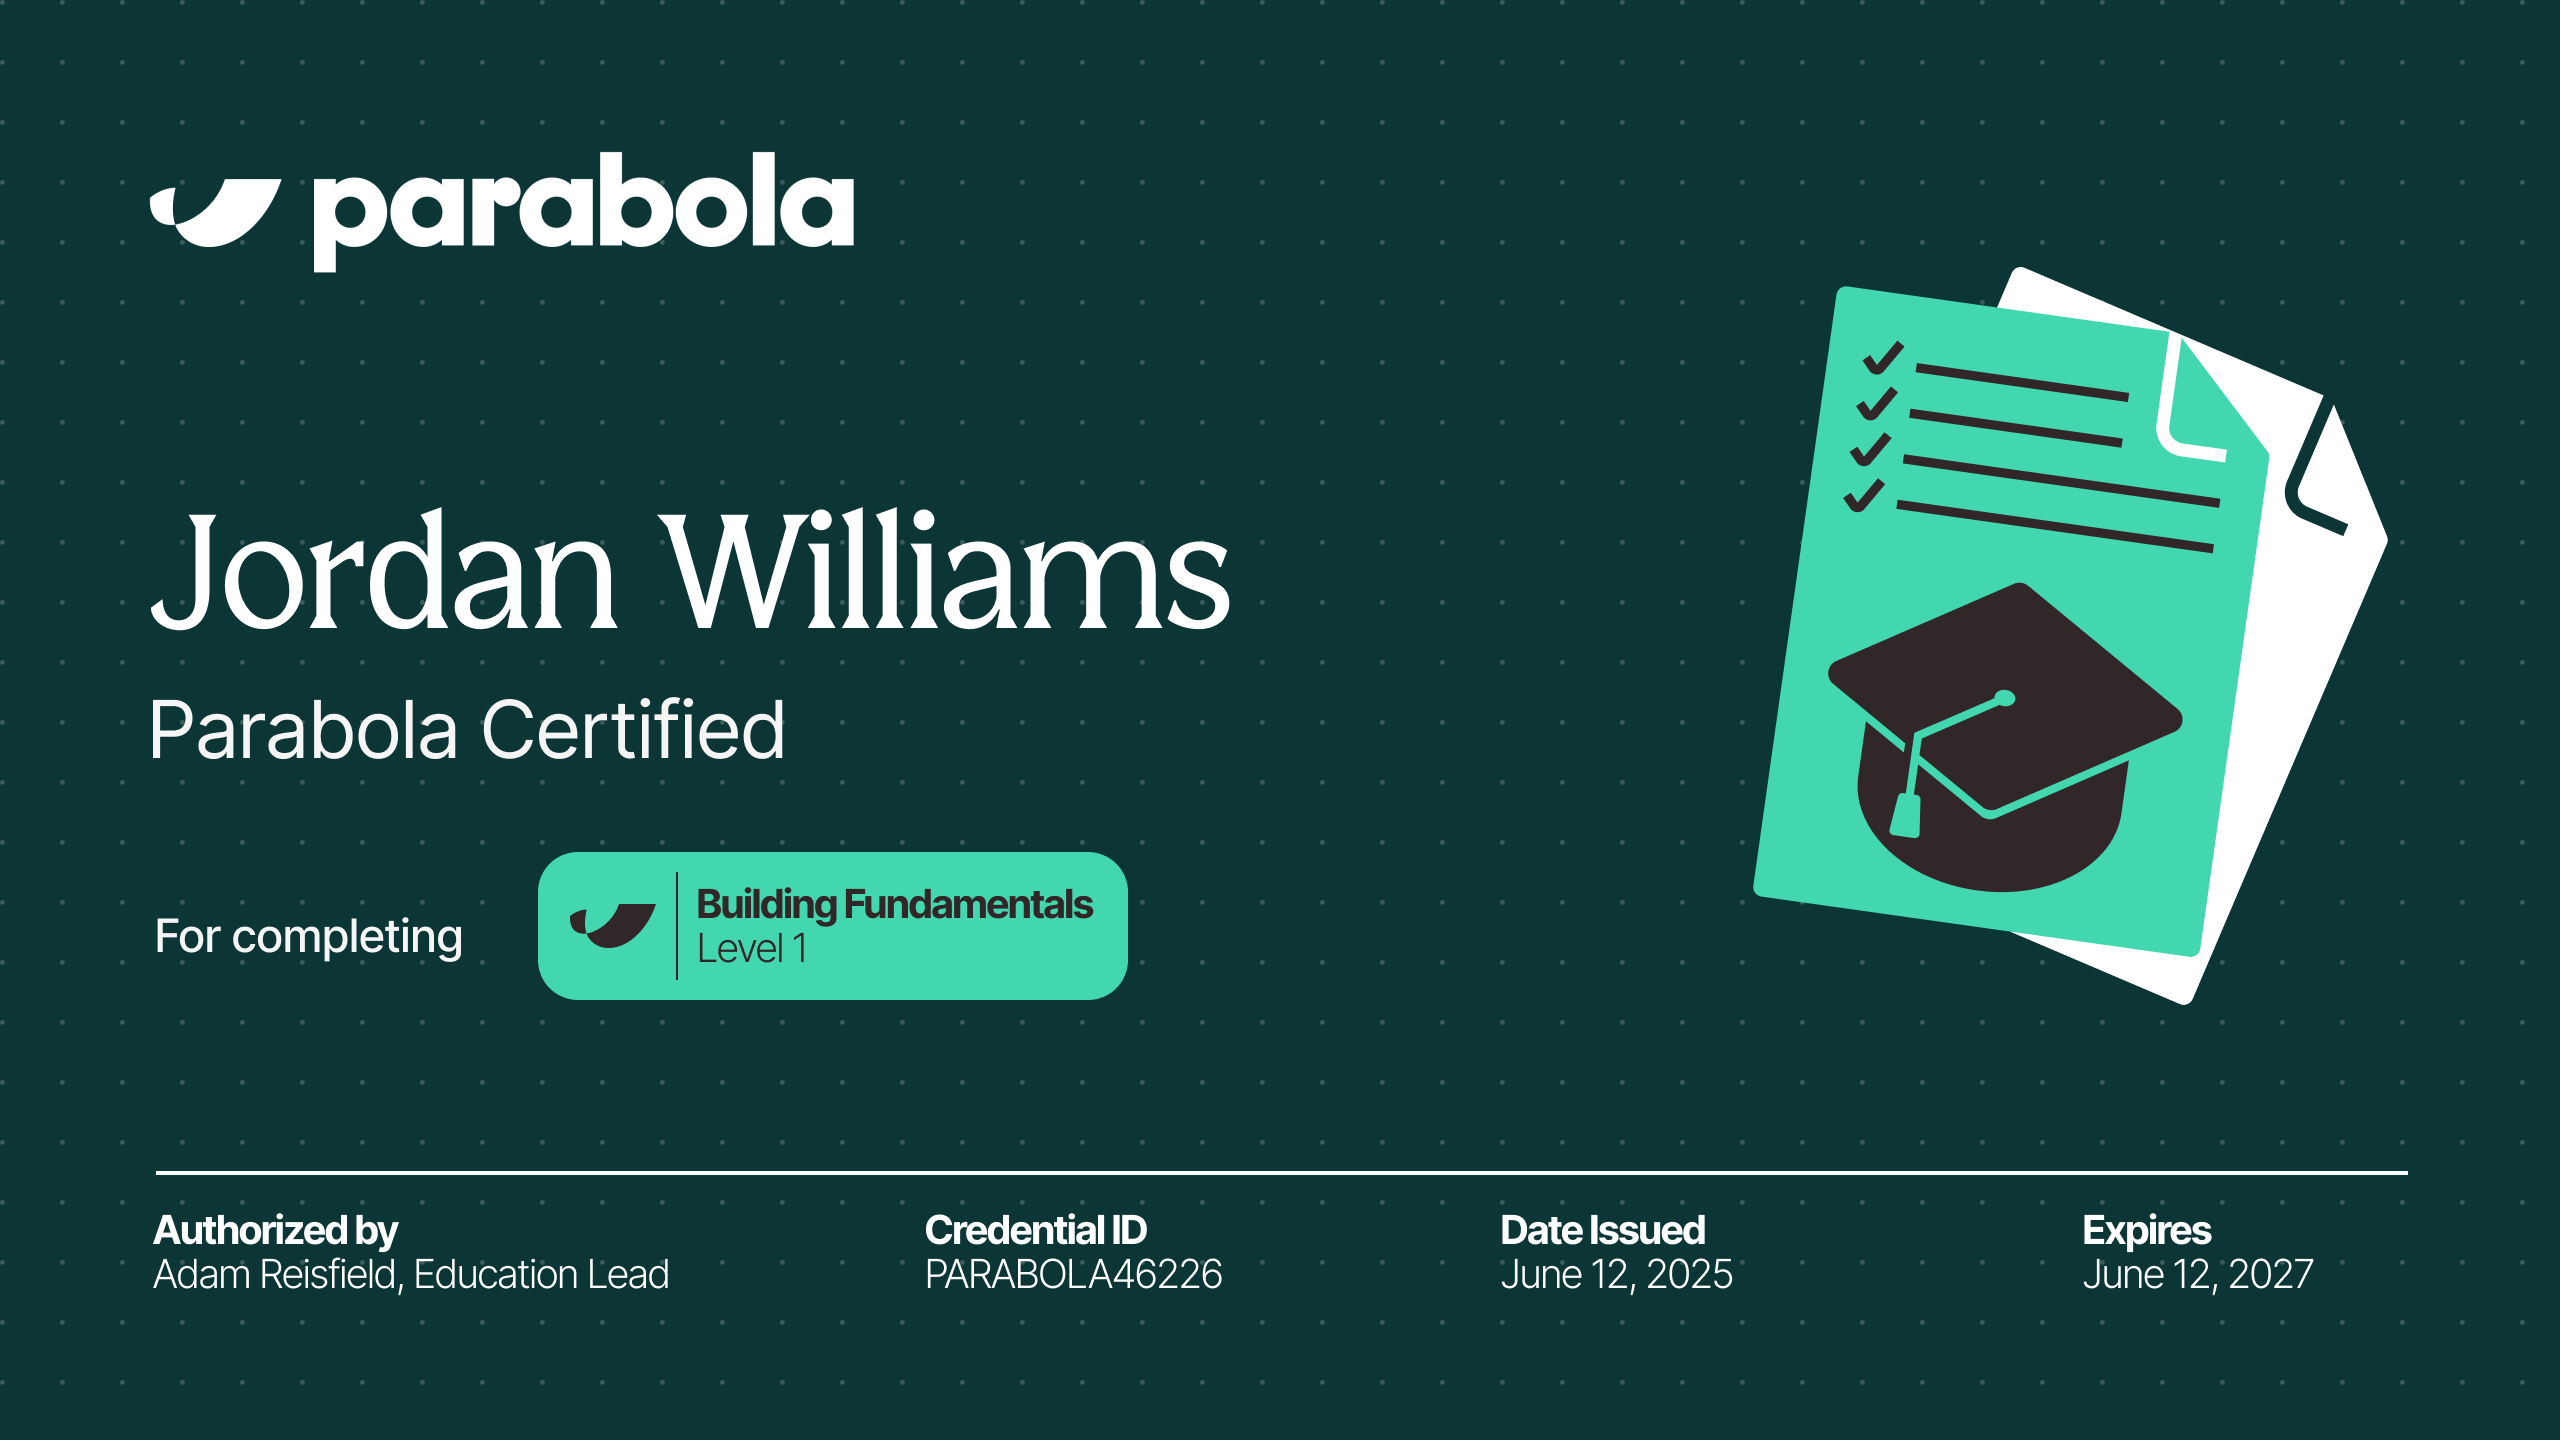 parabola
Jordan Williams
Parabola Certified
For completing
Building Fundamentals
Level 1
Authorized by
Adam Reisfield, Education Lead
Credential ID
PARABOLA46226
Date Issued
June 12, 2025
Expires
June 12, 2027